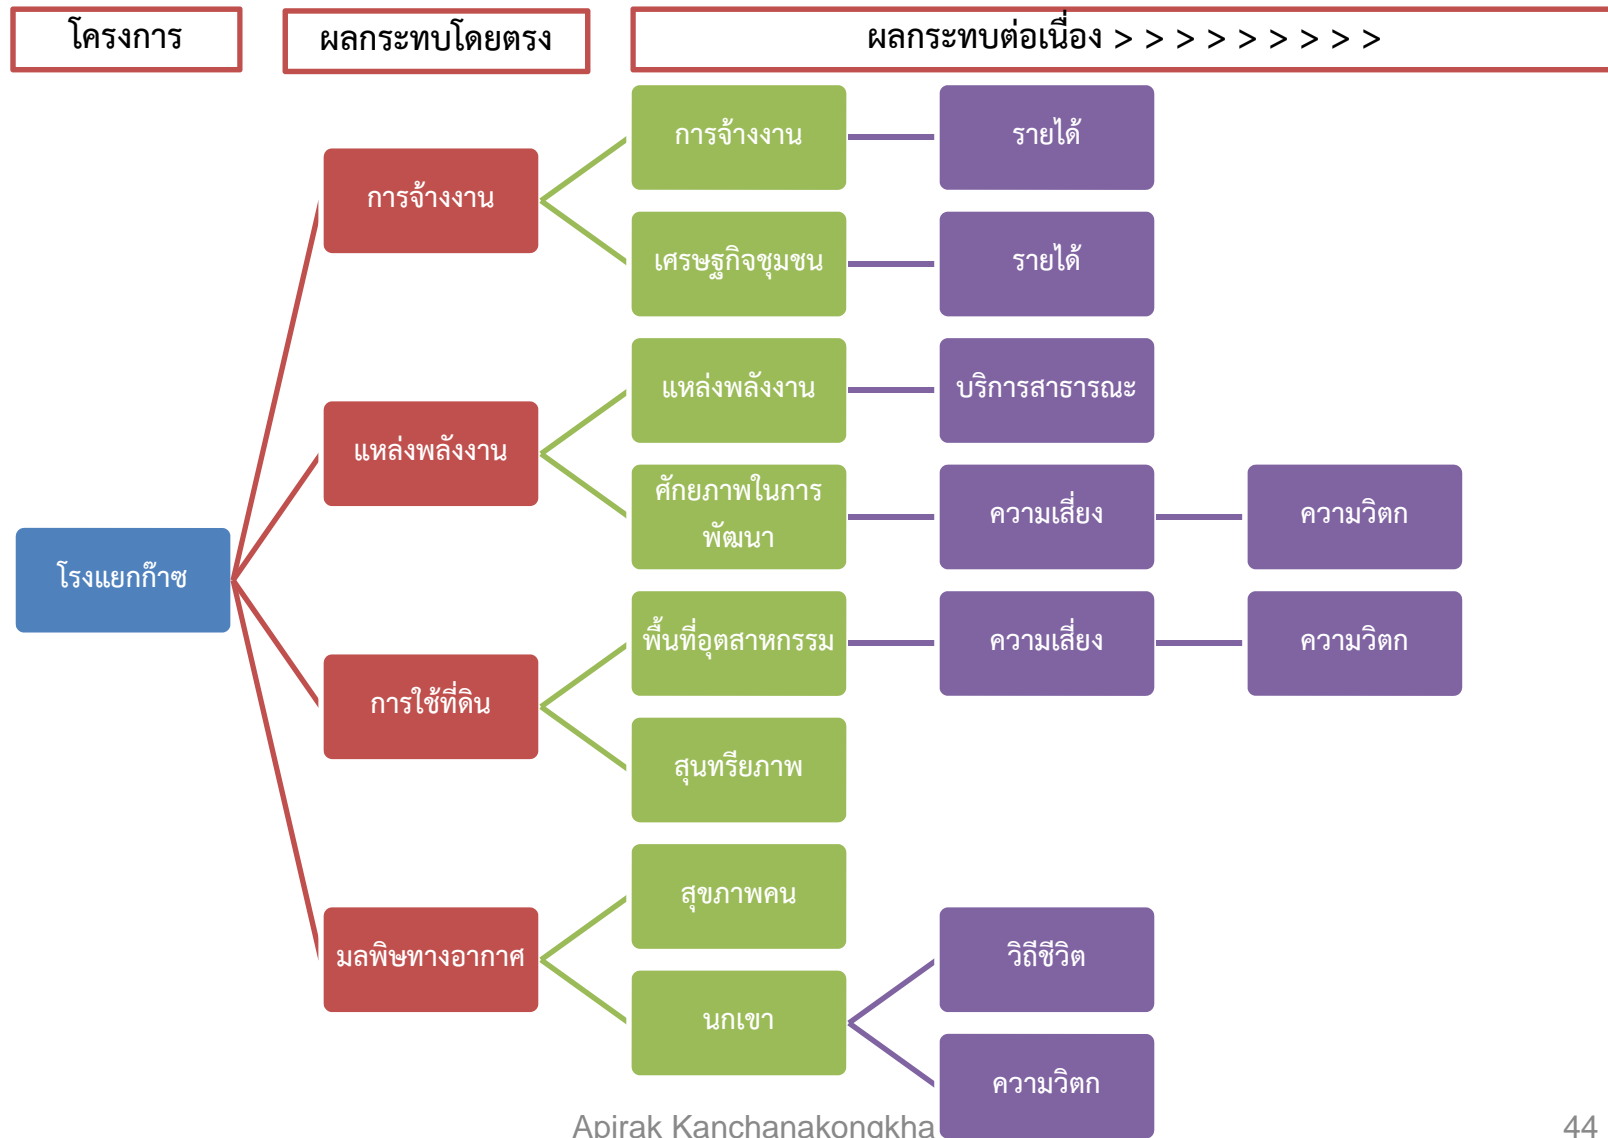 โครงการ
ผลกระทบโดยตรง
ผลกระทบต่อเนื่อง > > > > > > > > >
โรงแยกก๊าซ
การจ้างงาน
การจ้างงาน
รายได้
เศรษฐกิจชุมชน
รายได้
แหล่งพลังงาน
แหล่งพลังงาน
บริการสาธารณะ
ศักยภาพในการ
พัฒนา
ความเสี่ยง
ความวิตก
การใช้ที่ดิน
พื้นที่อุตสาหกรรม
ความเสี่ยง
ความวิตก
สุนทรียภาพ
มลพิษทางอากาศ
สุขภาพคน
นกเขา
วิถีชีวิต
ความวิตก
Apirak Kanchanakongkha
44